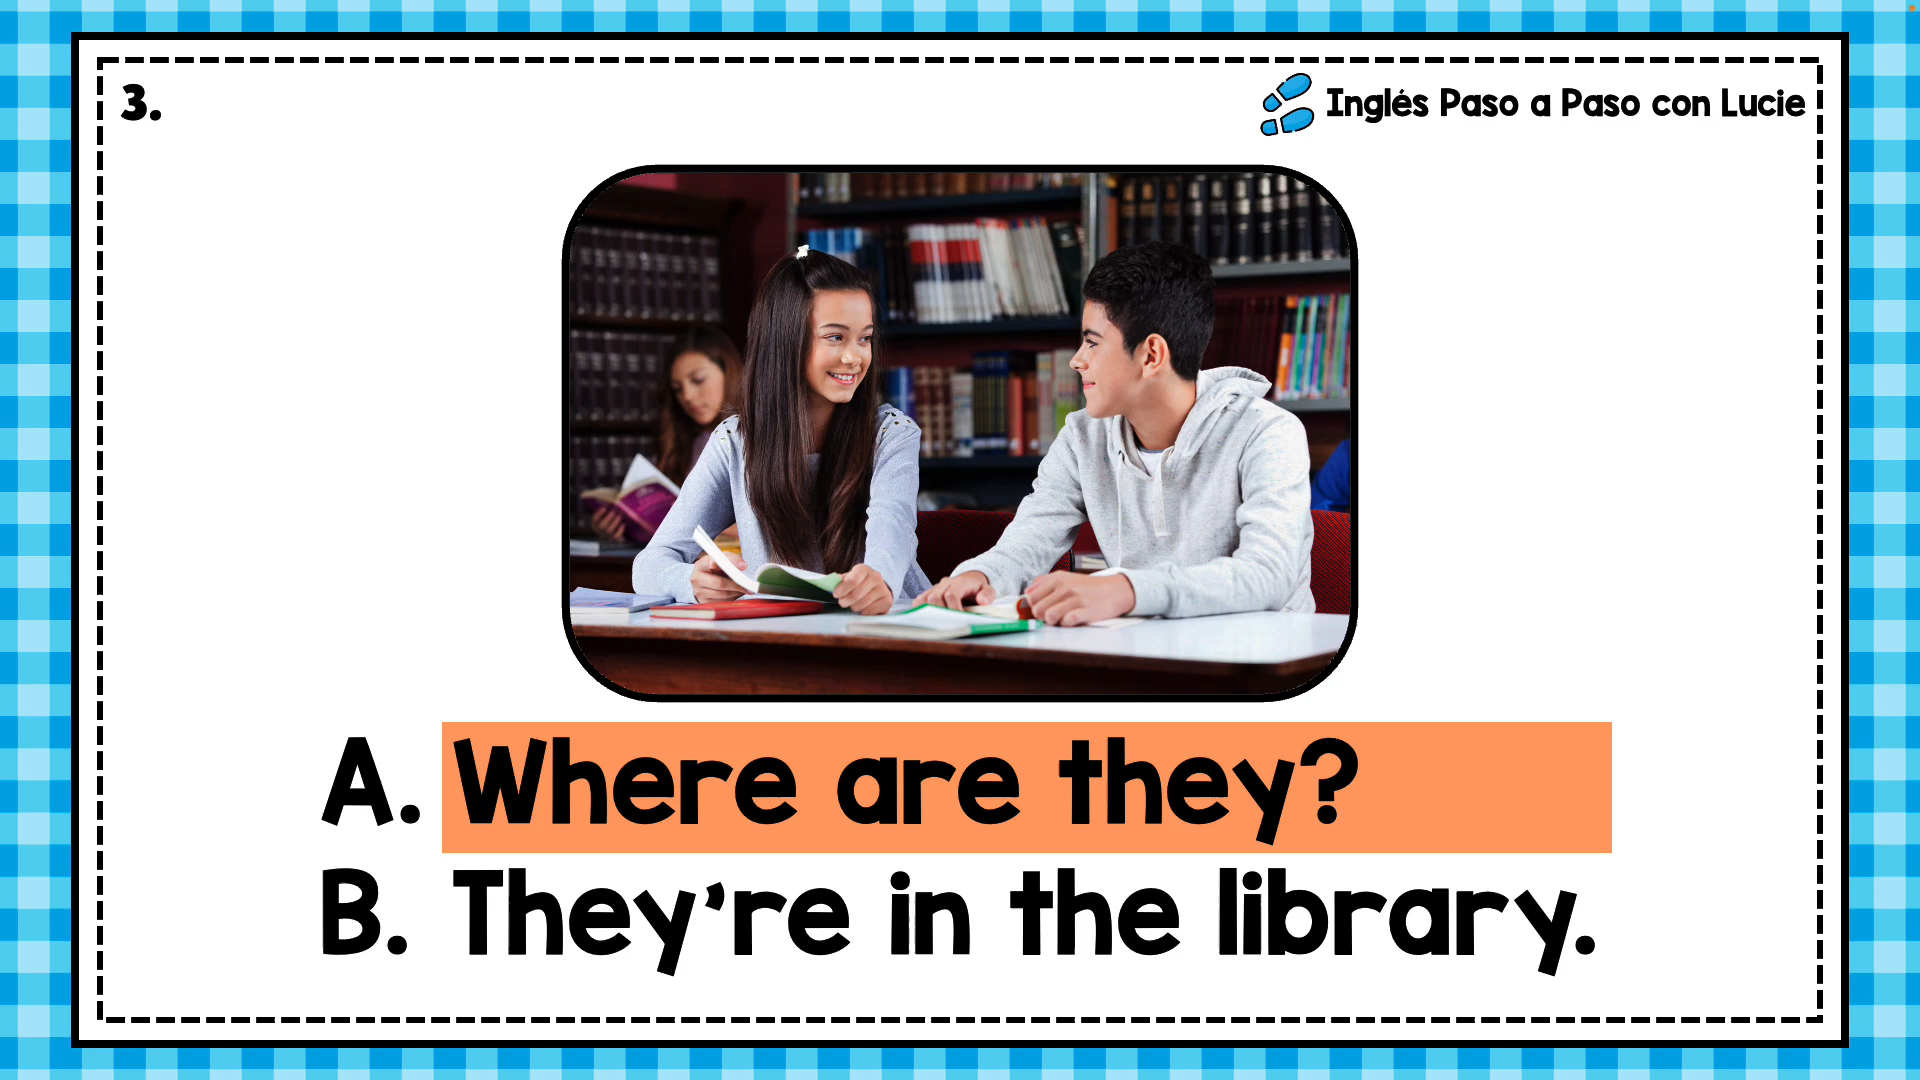 3.
Inglés Paso a Paso con Lucie
A. Where are they?
B. They're in the library.